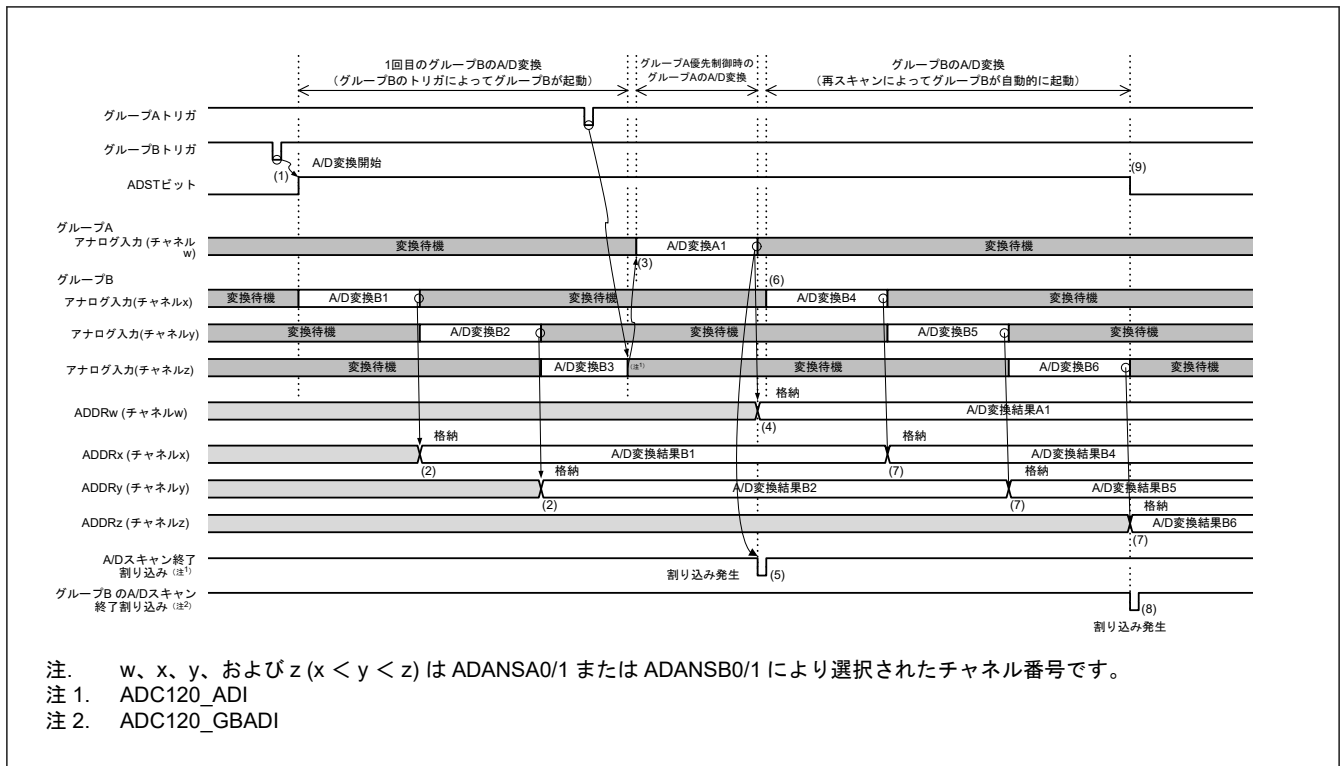 1回目のグループBのA/D変換
(グループBのトリガによってグループBが起動)
グループA優先制御時の
グループAのA/D変換
グループBのA/D変換
(再スキャンによってグループBが自動的に起動)
グループAトリガ
グループBトリガ
(1)
A/D変換開始
ADSTビット
(9)
グループA
アナログ入力 (チャネル
w)
変換待機
A/D変換A1
変換待機
(3)
グループB
(6)
アナログ入力(チャネルx)
変換待機
A/D変換B1
変換待機
A/D変換B4
変換待機
アナログ入力(チャネルy)
変換待機
A/D変換B2
変換待機
A/D変換B5
変換待機
アナログ入力(チャネルz)
変換待機
A/D変換B3
(注1)
変換待機
A/D変換B6
変換待機
格納
ADDRw (チャネルw)
A/D変換結果A1
(4)
格納
格納
ADDRx (チャネルx)
A/D変換結果B1
A/D変換結果B4
(2)
格納
(7)
格納
ADDRy (チャネルy)
A/D変換結果B2
A/D変換結果B5
(2)
(7)
格納
ADDRz (チャネルz)
A/D変換結果B6
(7)
A/Dスキャン終了
割り込み (注1)
割り込み発生
(5)
グループB のA/Dスキャン
終了割り込み (注2)
(8)
割り込み発生
注. w、x、y、および z (x < y < z) は ADANSA0/1 または ADANSB0/1 により選択されたチャネル番号です。
注 1. ADC120_ADI
注 2. ADC120_GBADI